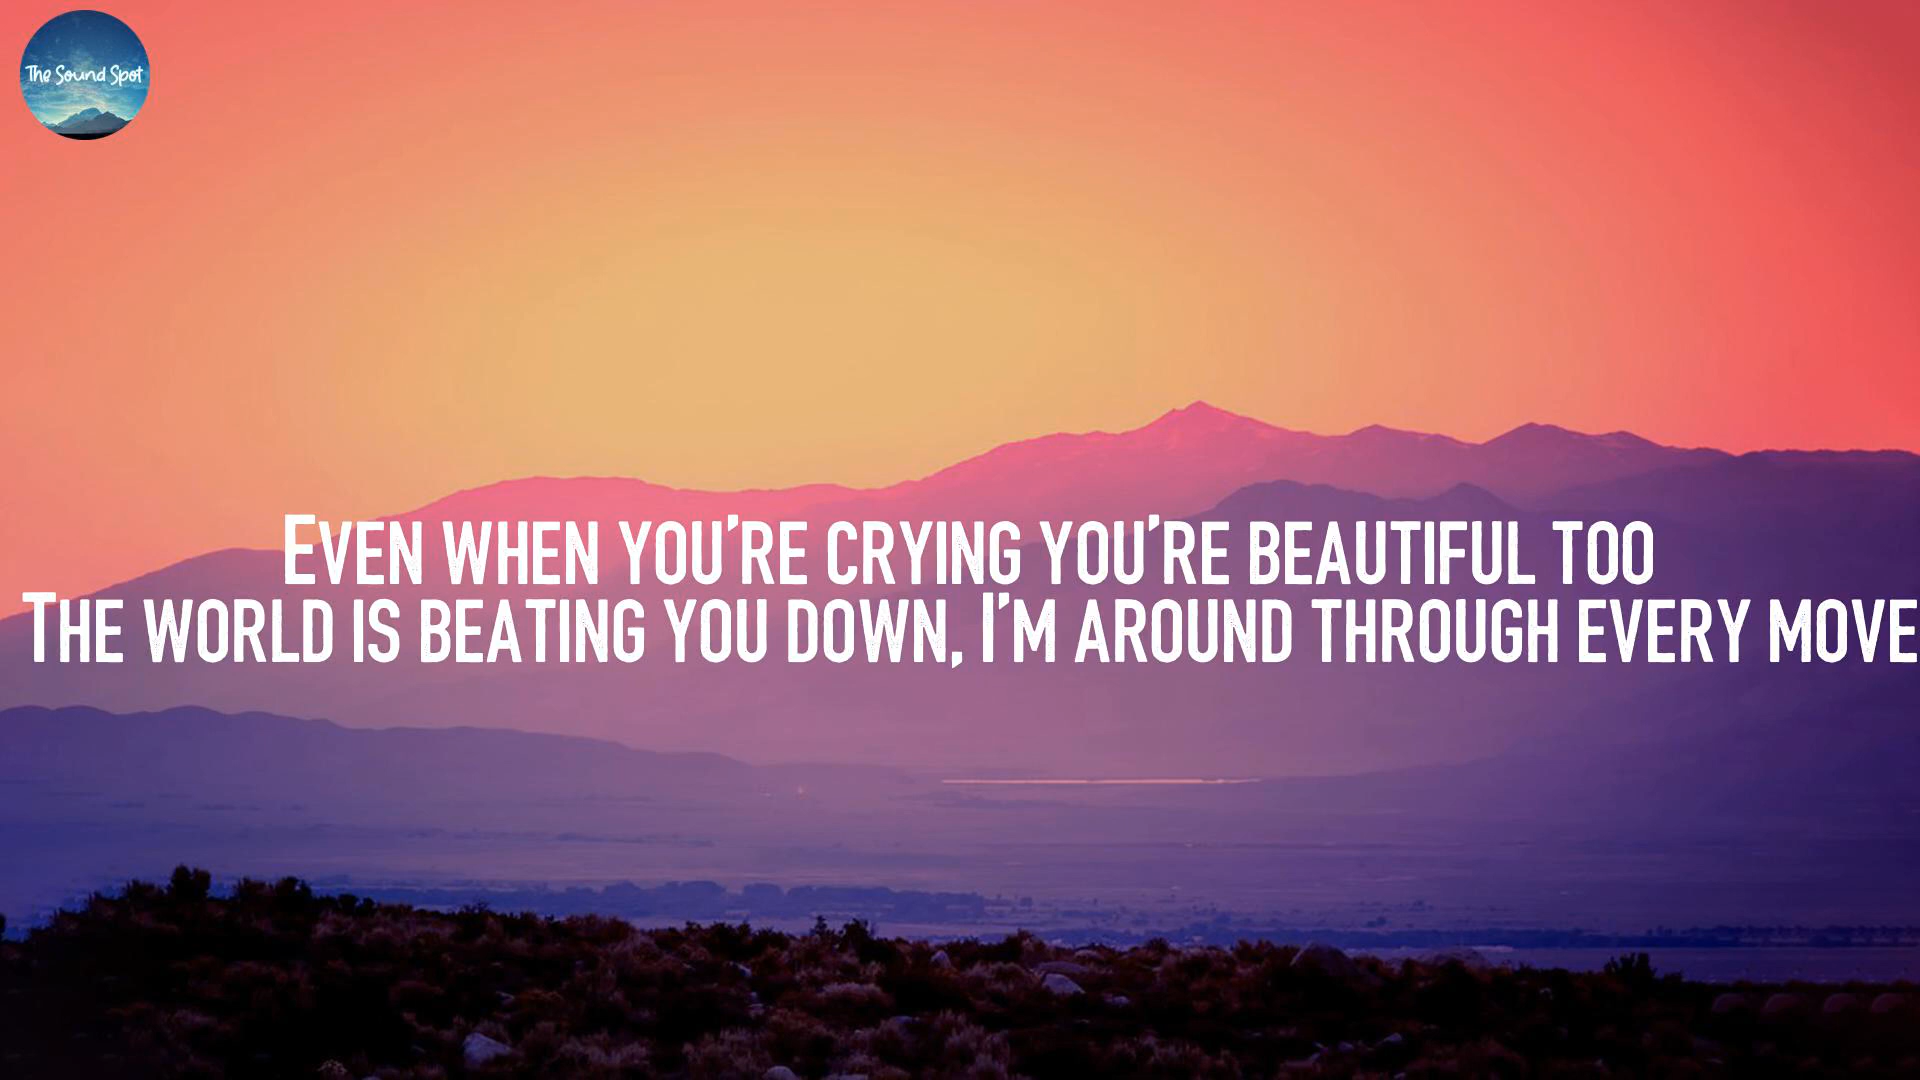 The Sound Spot
Even when you're crying you're beautiful too
The world is beating you down, I'm around through every move